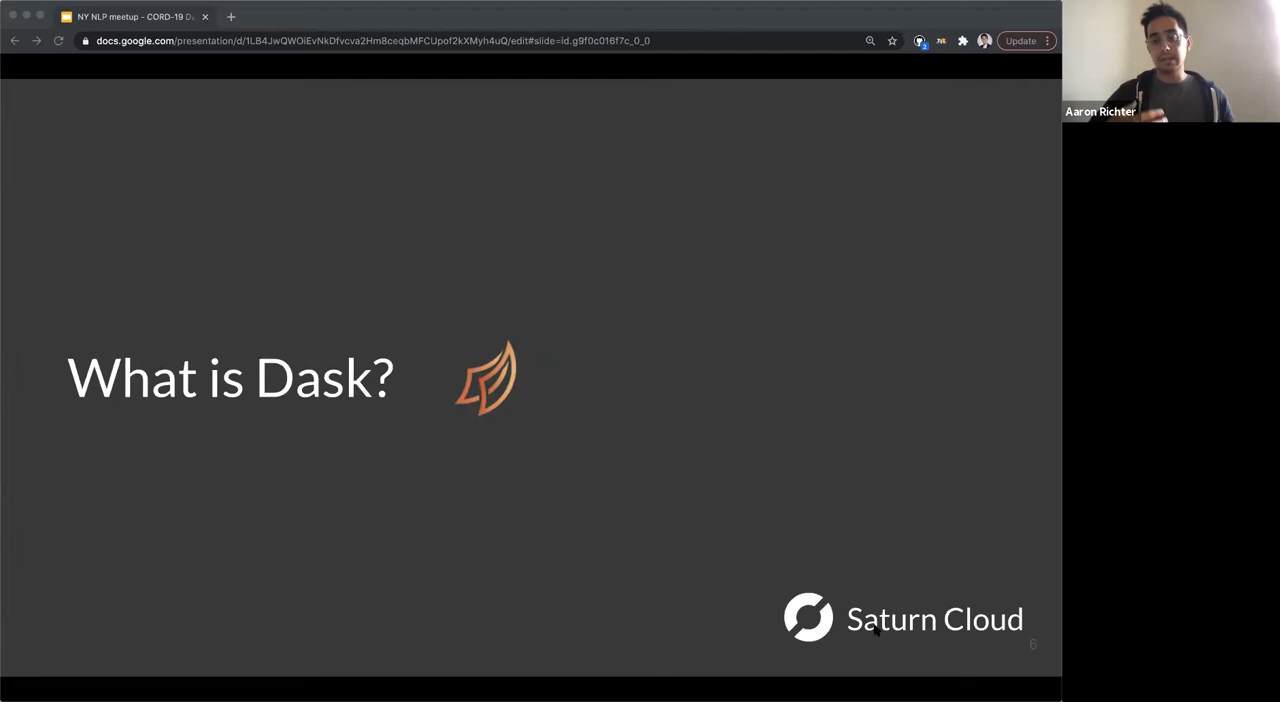 NY NLP meetup - CORD-19 D
docs.google.com/presentation/d/1LB4JwQWOiEvNkDfvcva2Hm8ceqbMFCUpof2kXMyh4uQ/edit#slide=id.g9f0c016f7c_0_0
2
Update
Aaron Richter
What is Dask?
Saturn Cloud
6